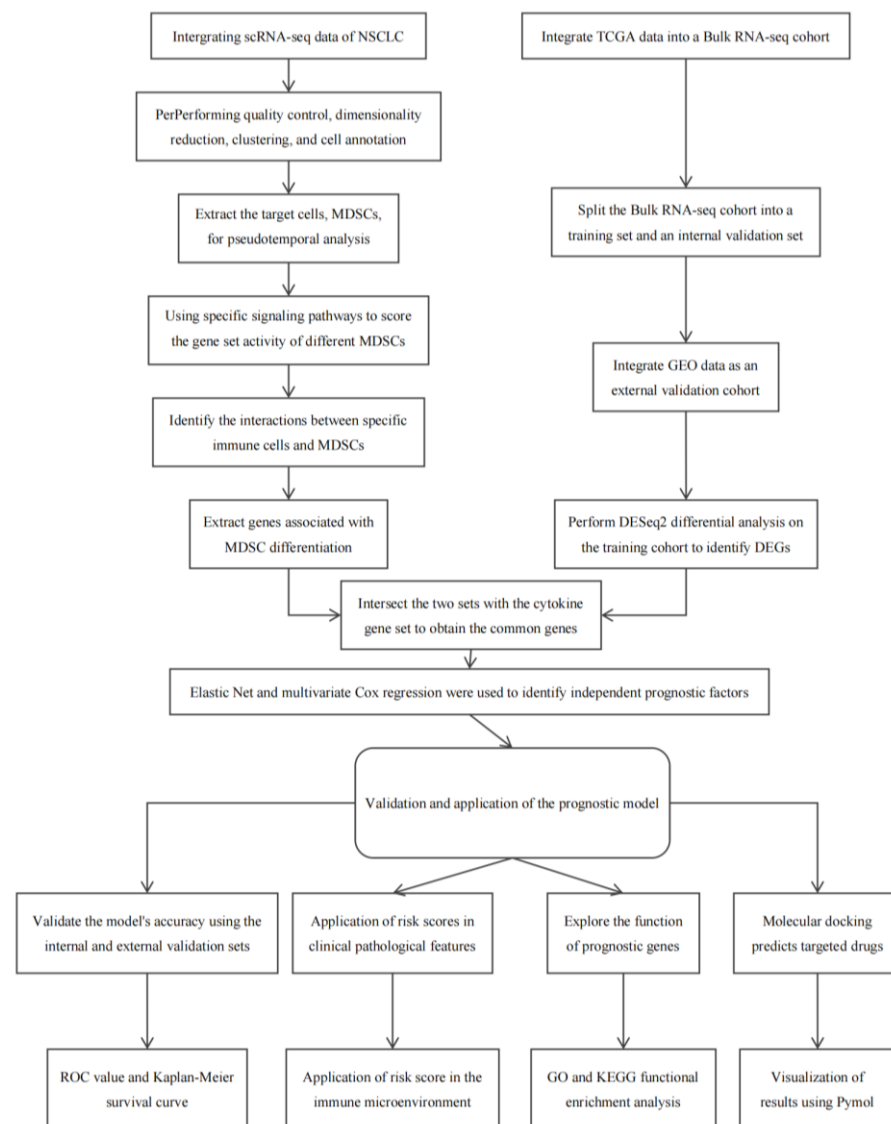 Intergrating scRNA-seq data of NSCLC
Integrate TCGA data into a Bulk RNA-seq cohort
PerPerforming quality control, dimensionality
reduction, clustering, and cell annotation
Extract the target cells, MDSCs,
for pseudotemporal analysis
Split the Bulk RNA-seq cohort into a
training set and an internal validation set
Using specific signaling pathways to score
the gene set activity of different MDSCs
Integrate GEO data as an
external validation cohort
Identify the interactions between specific
immune cells and MDSCs
Extract genes associated with
MDSC differentiation
Perform DESeq2 differential analysis on
the training cohort to identify DEGs
Intersect the two sets with the cytokine
gene set to obtain the common genes
Elastic Net and multivariate Cox regression were used to identify independent prognostic factors
Validation and application of the prognostic model
Validate the model's accuracy using the
internal and external validation sets
Application of risk scores in
clinical pathological features
Explore the function
of prognostic genes
Molecular docking
predicts targeted drugs
ROC value and Kaplan-Meier
survival curve
Application of risk score in the
immune microenvironment
GO and KEGG functional
enrichment analysis
Visualization of
results using Pymol